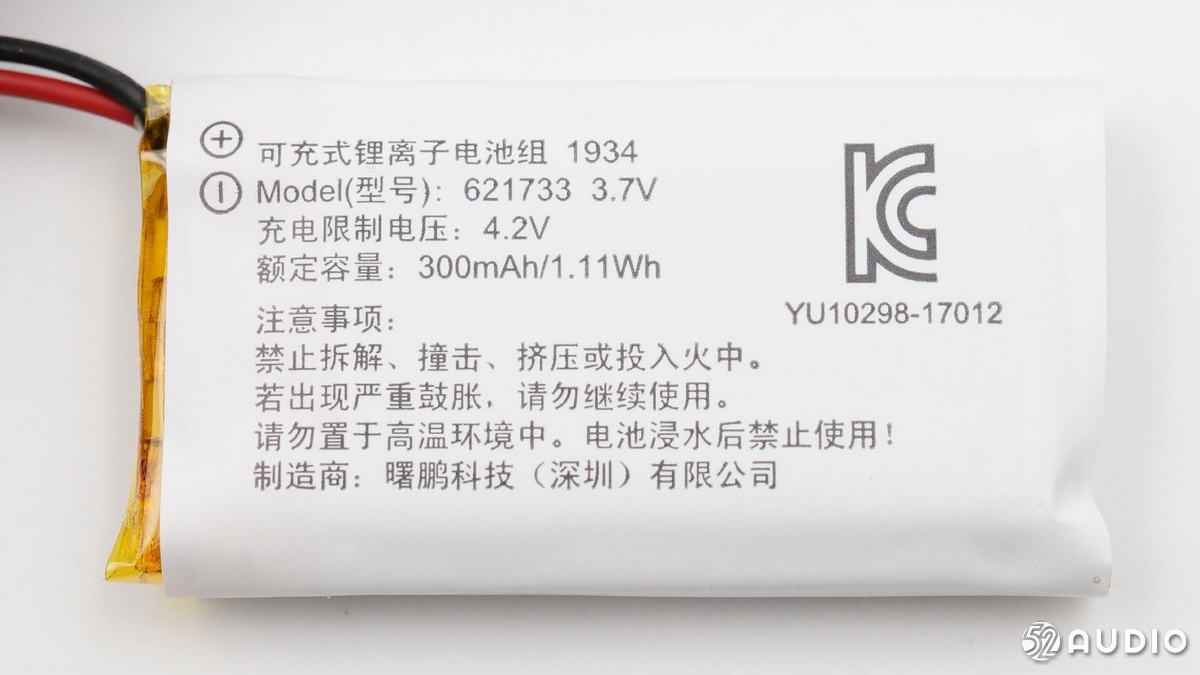 可充式锂离子电池组 1934
Model(型号): 621733 3.7V
充电限制电压: 4.2V
额定容量: 300mAh/1.11Wh
注意事项:
禁止拆解、撞击、挤压或投入火中。
若出现严重鼓胀,请勿继续使用。
请勿置于高温环境中。电池浸水后禁止使用!
制造商: 曙鹏科技(深圳)有限公司
KC
YU10298-17012
52 AUDIO